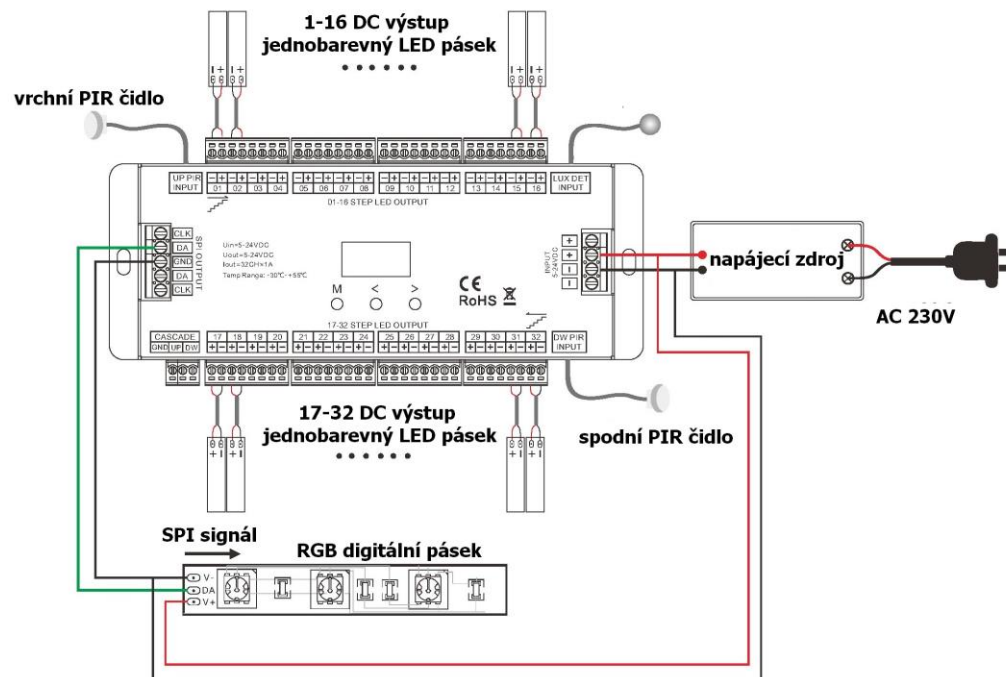 1-16 DC výstup
jednobarevný LED pásek
vrchní PIR čidlo
UP PIR INPUT
- + - + - + - +
01 02 03 04
- + - + - + - +
05 06 07 08
- + - + - + - +
09 10 11 12
- + - + - + - +
13 14 15 16
LUX DET INPUT
01-16 STEP LED OUTPUT
CLK
DA
GND
DA
CLK
SPI OUTPUT
Uin=5-24VDC
Uout=5-24VDC
Iout=32CH×1A
Temp Range: -30°C-+55°C
M < >
CE
RoHS
INPUT
5-24VDC
+
+
-
-
napájecí zdroj
AC 230V
17-32 STEP LED OUTPUT
CASCADE
GND UP DW
17 18 19 20
+ - + - + - + -
21 22 23 24
+ - + - + - + -
25 26 27 28
+ - + - + - + -
29 30 31 32
+ - + - + - + -
DW PIR INPUT
17-32 DC výstup
jednobarevný LED pásek
spodní PIR čidlo
SPI signál
RGB digitální pásek
V-
DA
V+